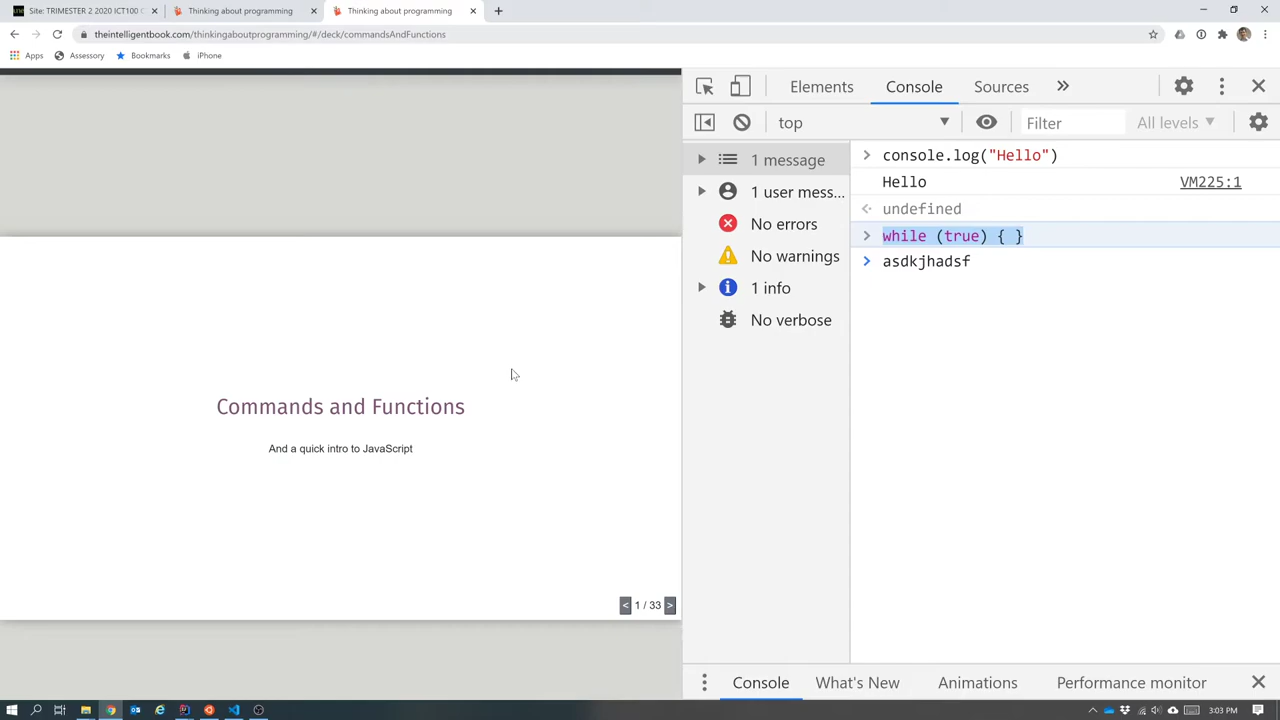 Site: TRIMESTER 2 2020 ICT100 C
Thinking about programming
Thinking about programming
theintelligentbook.com/thinkingaboutprogramming/#/deck/commandsAndFunctions
Apps
Assessory
Bookmarks
iPhone
Elements
Console
Sources
top
Filter
All levels
1 message
1 user mess...
No errors
No warnings
1 info
No verbose
> console.log("Hello")
Hello
VM225:1
undefined
> while (true) { }
> asdkjhadsf
Commands and Functions
And a quick intro to JavaScript
< 1 / 33 >
Console
What's New
Animations
Performance monitor
3:03 PM